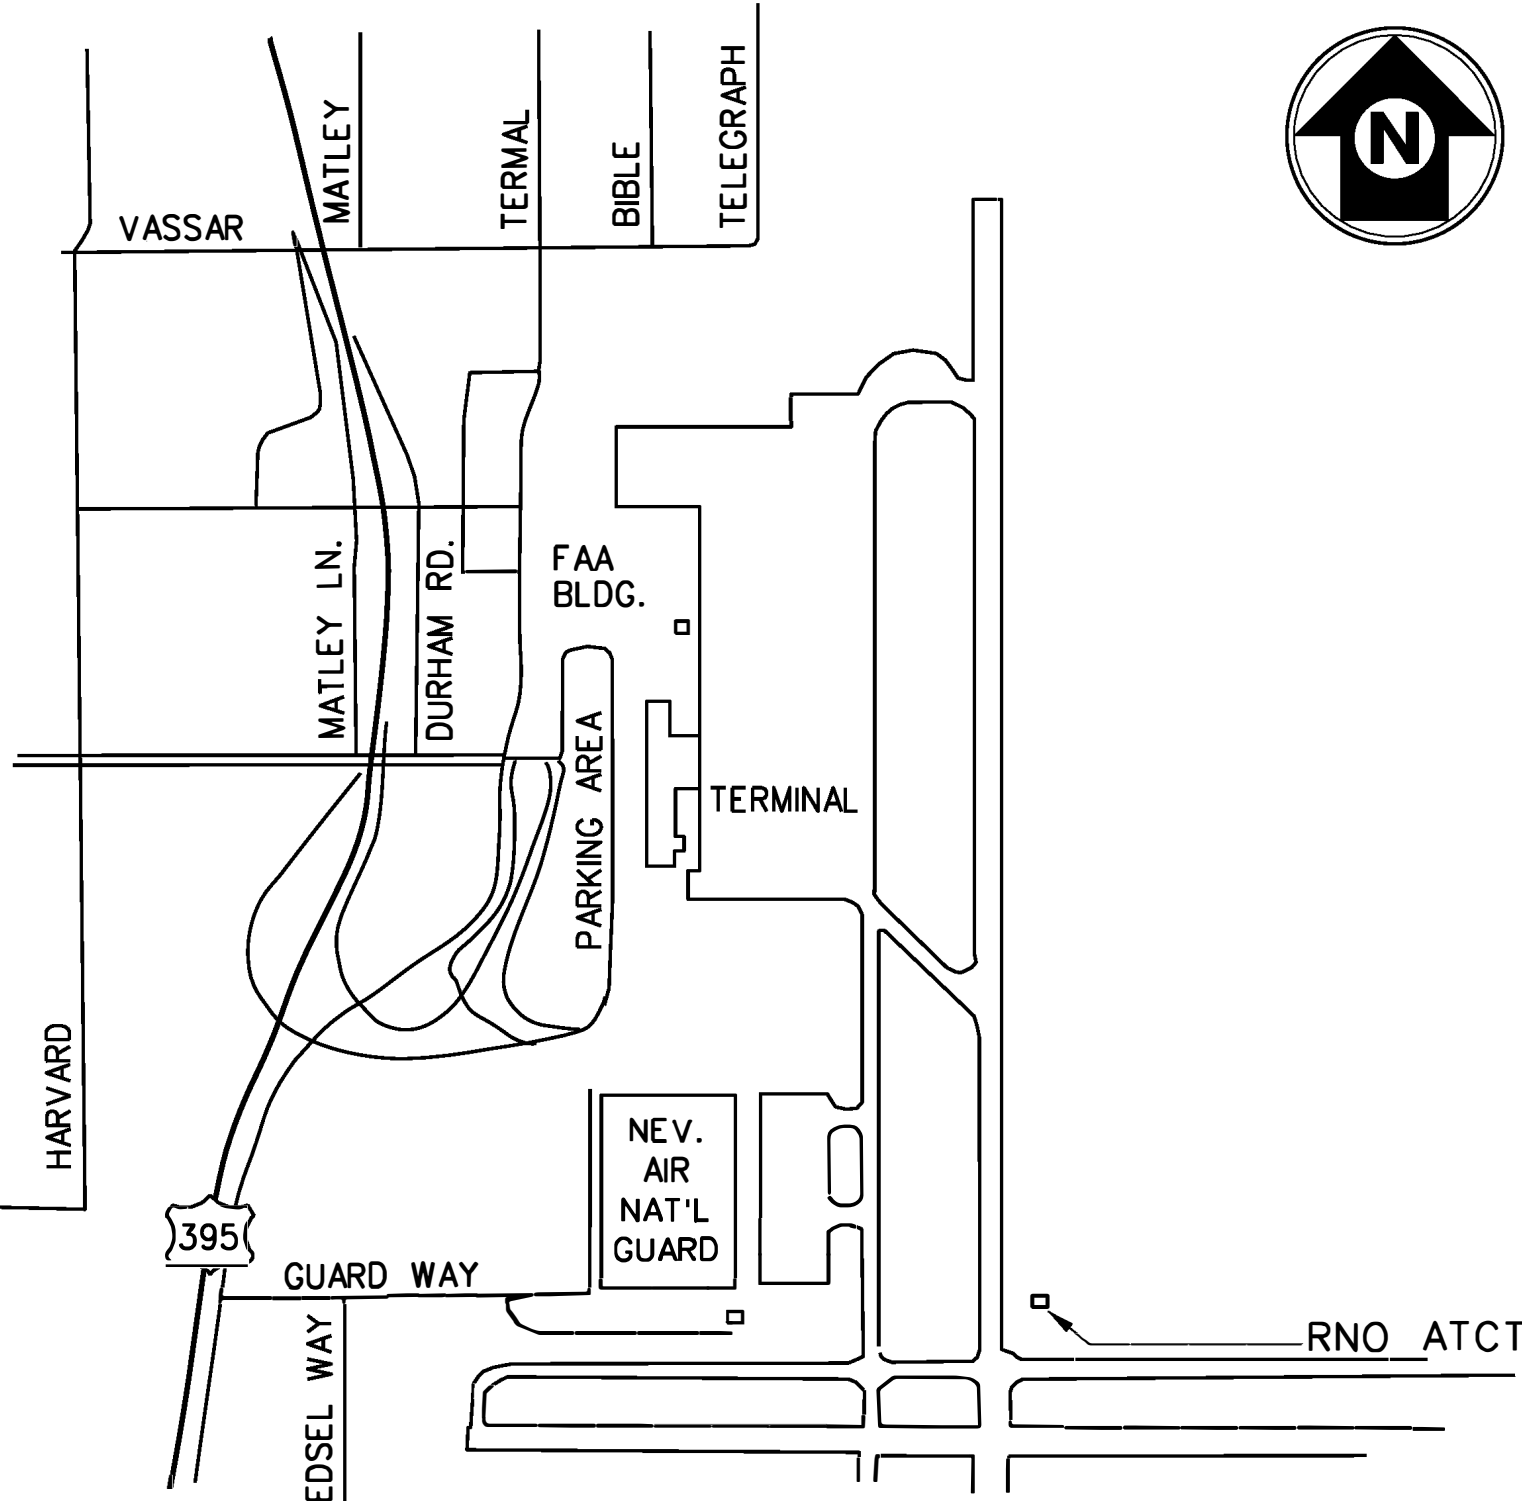 N
MATLEY
TERMAL
BIBLE
TELEGRAPH
VASSAR
MATLEY LN.
DURHAM RD.
FAA
BLDG.
PARKING AREA
TERMINAL
HARVARD
NEV.
AIR
NAT'L
GUARD
395
GUARD WAY
EDSEL WAY
RNO ATCT